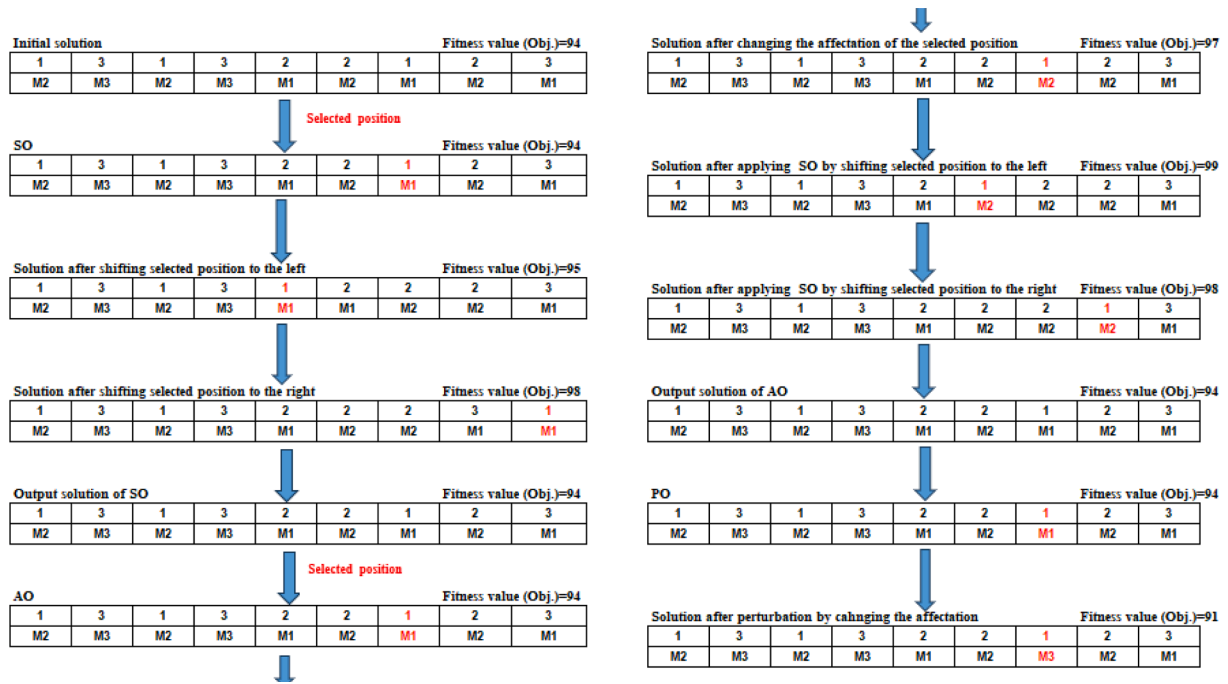 Initial solution Fitness value (Obj.)=94
1 3 1 3 2 2 1 2 3
M2 M3 M2 M3 M1 M2 M1 M2 M1
Selected position
SO Fitness value (Obj.)=94
1 3 1 3 2 2 1 2 3
M2 M3 M2 M3 M1 M2 M1 M2 M1
Solution after shifting selected position to the left Fitness value (Obj.)=95
1 3 1 3 1 2 2 2 3
M2 M3 M2 M3 M1 M1 M2 M2 M1
Solution after shifting selected position to the right Fitness value (Obj.)=98
1 3 1 3 2 2 2 3 1
M2 M3 M2 M3 M1 M2 M2 M1 M1
Output solution of SO Fitness value (Obj.)=94
1 3 1 3 2 2 1 2 3
M2 M3 M2 M3 M1 M2 M1 M2 M1
Selected position
AO Fitness value (Obj.)=94
1 3 1 3 2 2 1 2 3
M2 M3 M2 M3 M1 M2 M1 M2 M1
Solution after changing the affectation of the selected position Fitness value (Obj.)=97
1 3 1 3 2 2 1 2 3
M2 M3 M2 M3 M1 M2 M2 M2 M1
Solution after applying SO by shifting selected position to the left Fitness value (Obj.)=99
1 3 1 3 2 1 2 2 3
M2 M3 M2 M3 M1 M2 M2 M2 M1
Solution after applying SO by shifting selected position to the right Fitness value (Obj.)=98
1 3 1 3 2 2 2 1 3
M2 M3 M2 M3 M1 M2 M2 M2 M1
Output solution of AO Fitness value (Obj.)=94
1 3 1 3 2 2 1 2 3
M2 M3 M2 M3 M1 M2 M1 M2 M1
PO Fitness value (Obj.)=94
1 3 1 3 2 2 1 2 3
M2 M3 M2 M3 M1 M2 M1 M2 M1
Solution after perturbation by cahnging the affectation Fitness value (Obj.)=91
1 3 1 3 2 2 1 2 3
M2 M3 M2 M3 M1 M2 M3 M2 M1